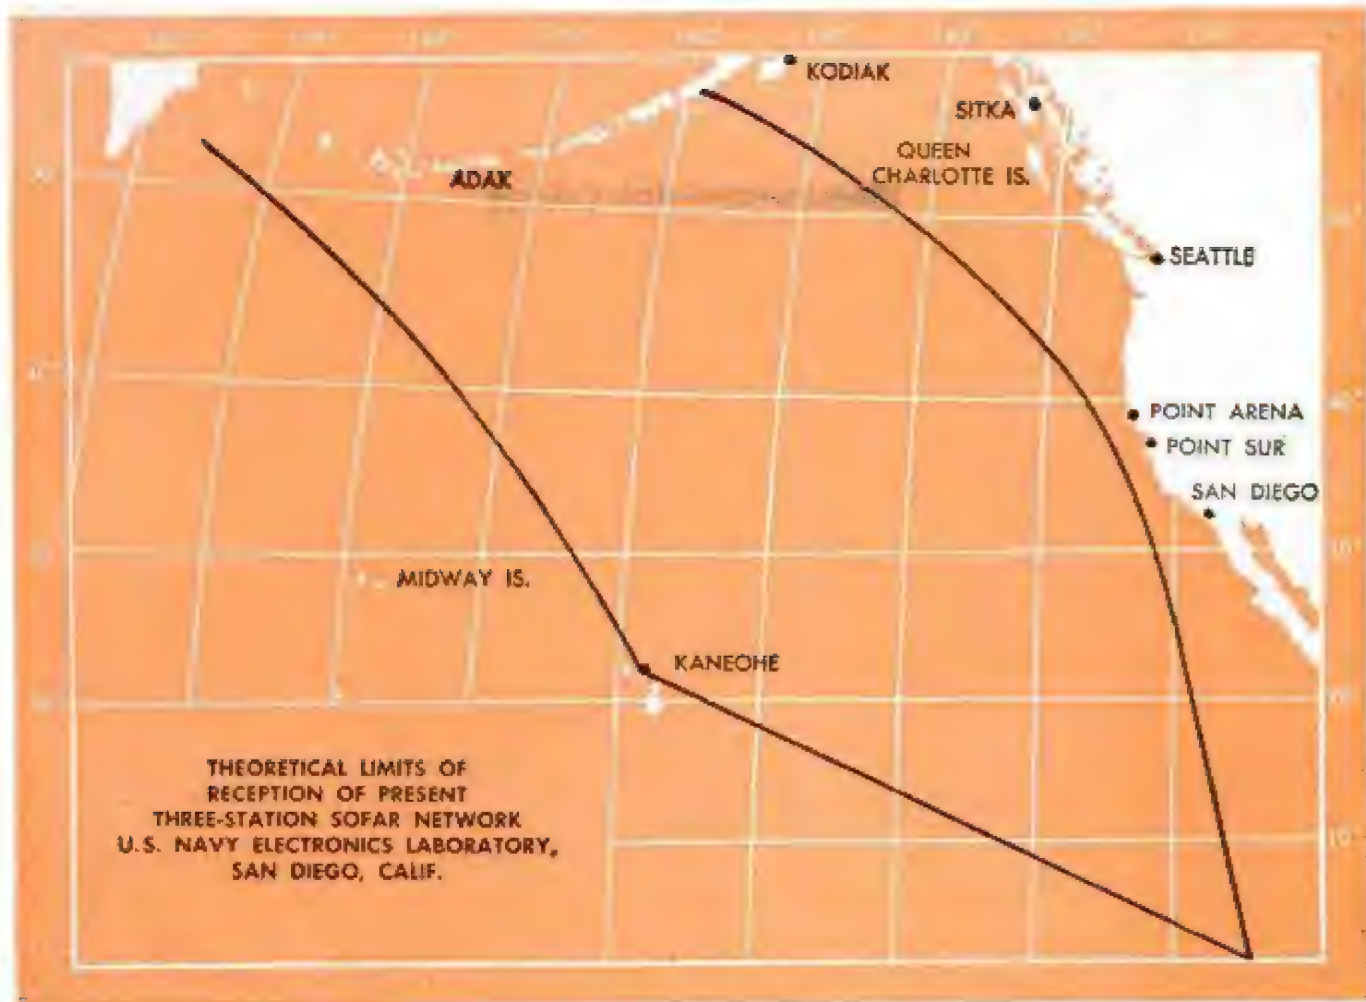 KODIAK
SITKA
QUEEN
CHARLOTTE IS.
ADAK
SEATTLE
POINT ARENA
POINT SUR
SAN DIEGO
MIDWAY IS.
KANEOHE
THEORETICAL LIMITS OF
RECEPTION OF PRESENT
THREE-STATION SOFAR NETWORK
U.S. NAVY ELECTRONICS LABORATORY,
SAN DIEGO, CALIF.